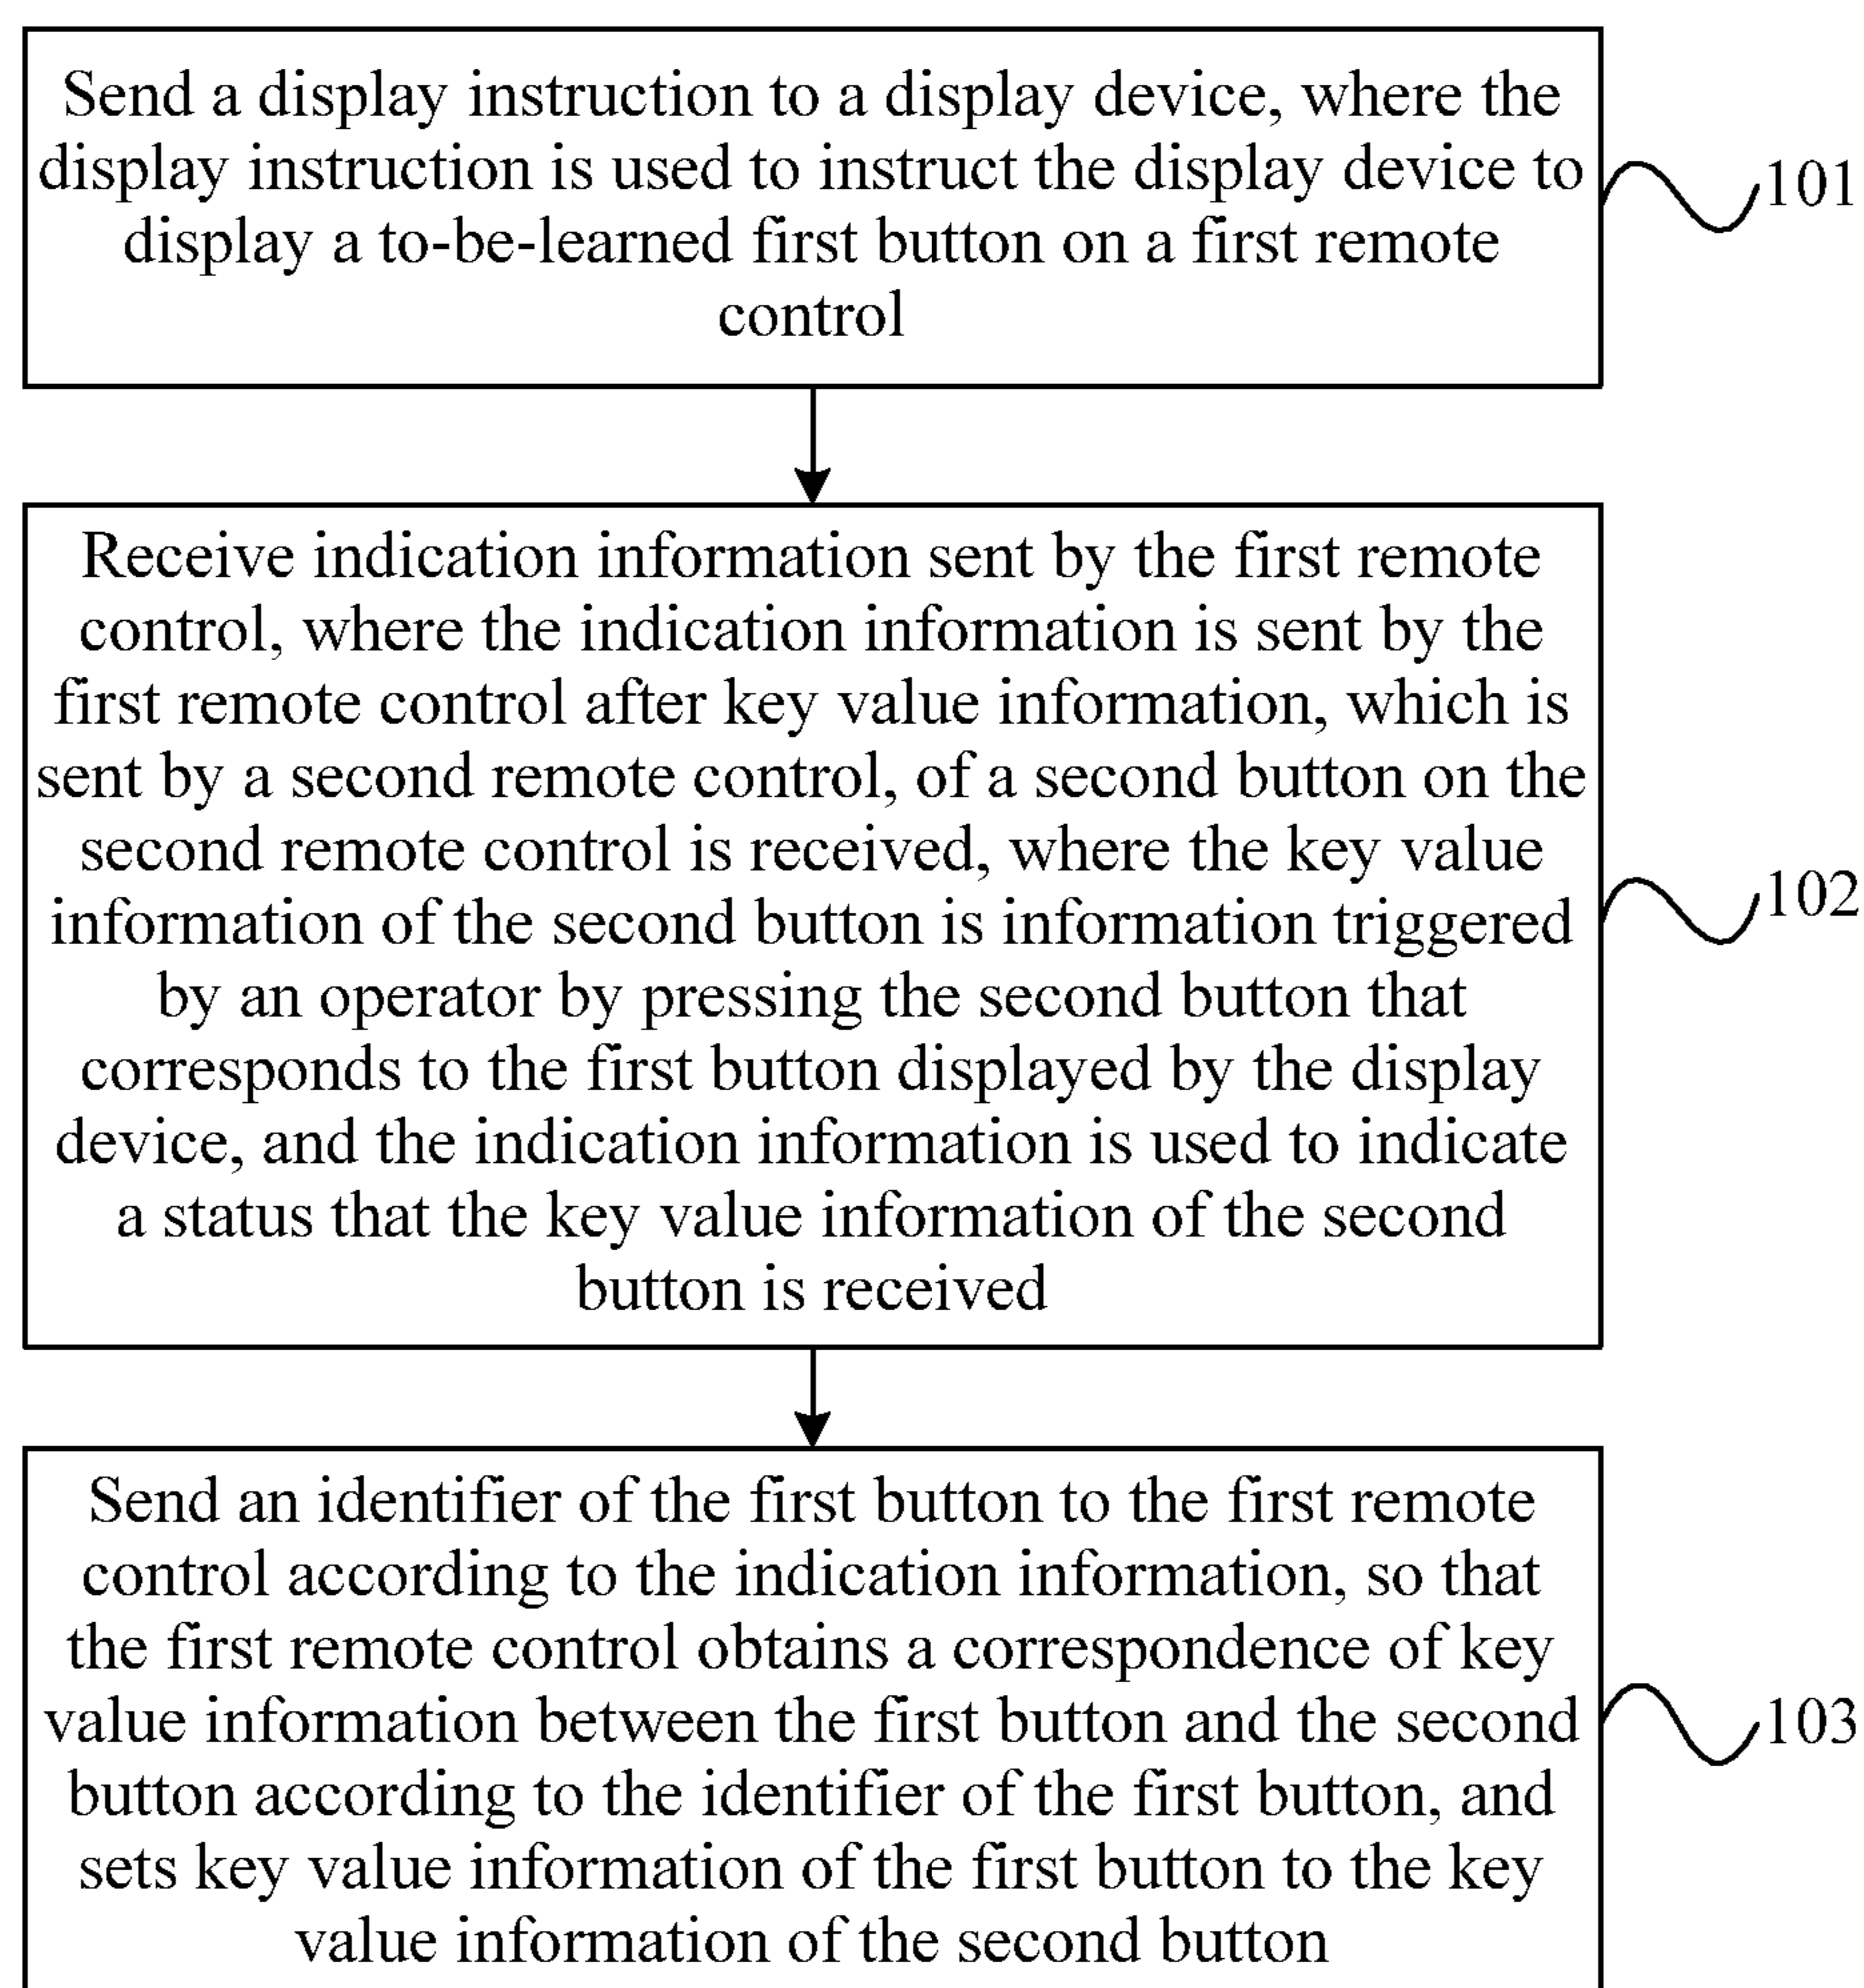 Send a display instruction to a display device, where the
display instruction is used to instruct the display device to
display a to-be-learned first button on a first remote
control
101
Receive indication information sent by the first remote
control, where the indication information is sent by the
first remote control after key value information, which is
sent by a second remote control, of a second button on the
second remote control is received, where the key value
information of the second button is information triggered
by an operator by pressing the second button that
corresponds to the first button displayed by the display
device, and the indication information is used to indicate
a status that the key value information of the second
button is received
102
Send an identifier of the first button to the first remote
control according to the indication information, so that
the first remote control obtains a correspondence of key
value information between the first button and the second
button according to the identifier of the first button, and
sets key value information of the first button to the key
value information of the second button
103